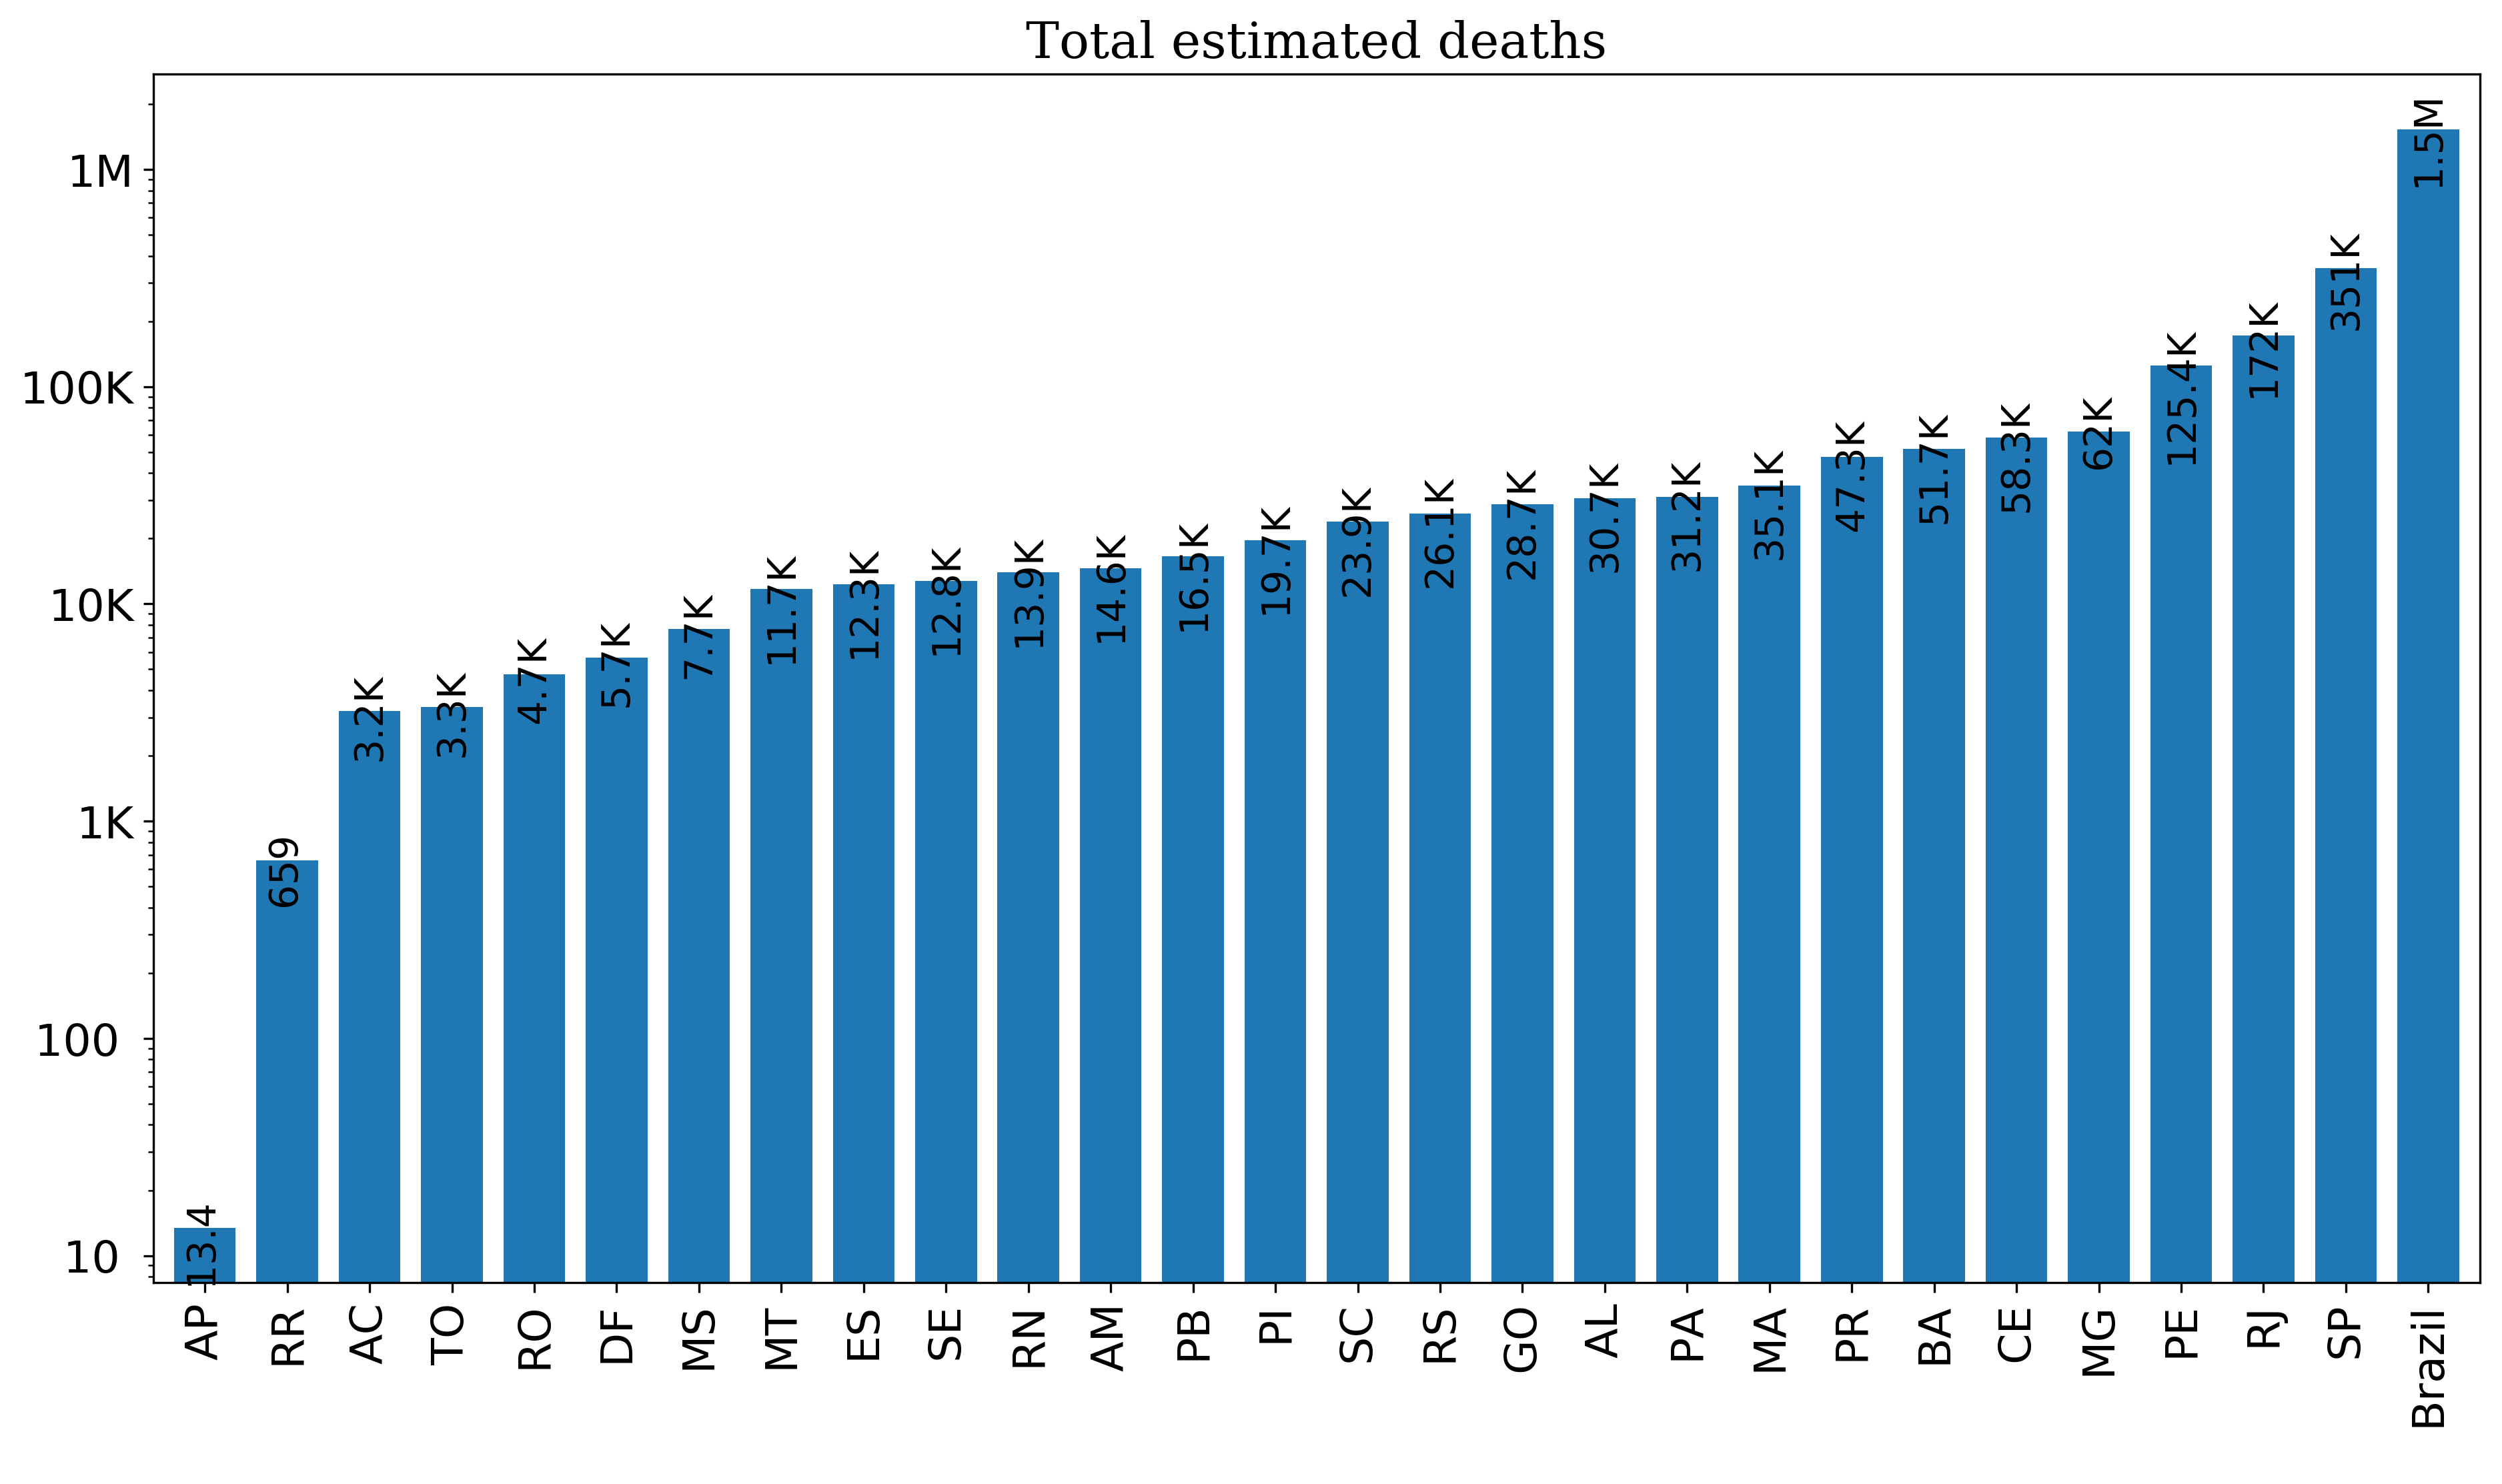 Total estimated deaths
1M
100K
10K
1K
100
10
13.4
659
3.2K
3.3K
4.7K
5.7K
7.7K
11.7K
12.3K
12.8K
13.9K
14.6K
16.5K
19.7K
23.9K
26.1K
28.7K
30.7K
31.2K
35.1K
47.3K
51.7K
58.3K
62K
125.4K
172K
351K
1.5M
AP
RR
AC
TO
RO
DF
MS
MT
ES
SE
RN
AM
PB
PI
SC
RS
GO
AL
PA
MA
PR
BA
CE
MG
PE
RJ
SP
Brazil